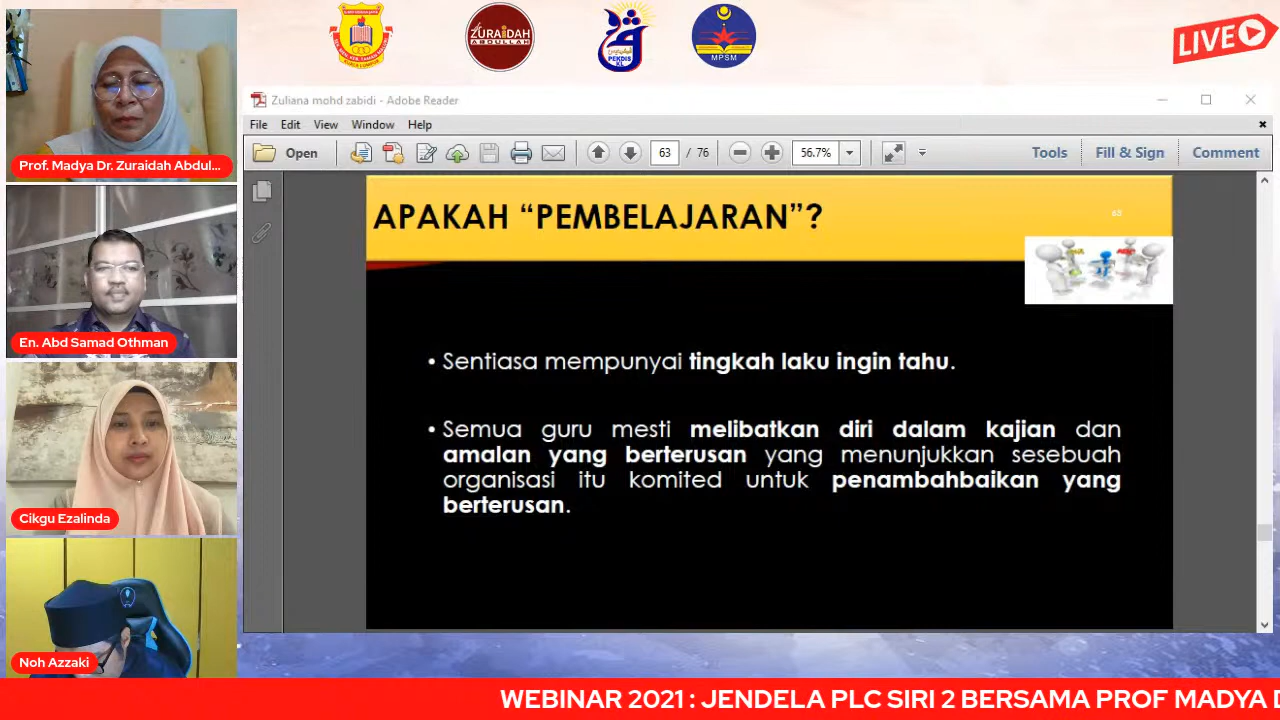 ZURAIDAH
ABDULLAH
PEKDIS
KL
MPSM
LIVE
Prof. Madya Dr. Zuraidah Abdul...
En. Abd Samad Othman
Cikgu Ezalinda
Noh Azzaki
Zuliana mohd zabidi - Adobe Reader
File Edit View Window Help
Open 63 / 76 56.7% Tools Fill & Sign Comment
APAKAH “PEMBELAJARAN”?
63
• Sentiasa mempunyai tingkah laku ingin tahu.
• Semua guru mesti melibatkan diri dalam kajian dan
amalan yang berterusan yang menunjukkan sesebuah
organisasi itu komited untuk penambahbaikan yang
berterusan.
WEBINAR 2021 : JENDELA PLC SIRI 2 BERSAMA PROF MADYA D